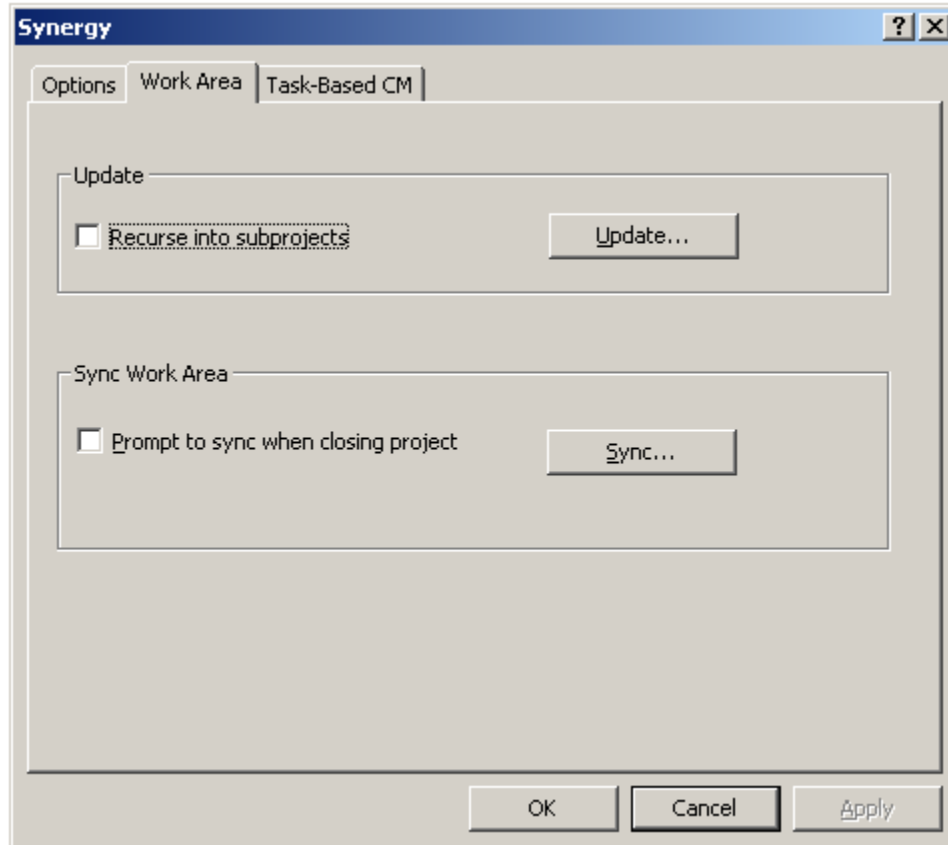 Synergy
Options Work Area Task-Based CM
Update
Recurse into subprojects Update...
Sync Work Area
Prompt to sync when closing project Sync...
OK Cancel Apply